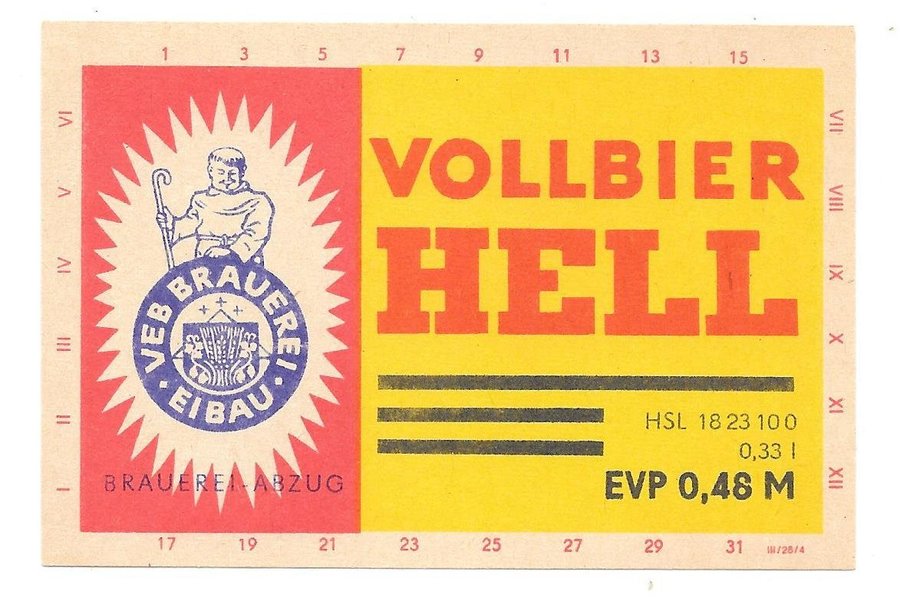 1 3 5 7 9 11 13 15
VI
V
IV
III
II
I
VII
VIII
IX
X
XI
XII
VEB BRAUEREI
· EIBAU ·
BRAUEREI-ABZUG
VOLLBIER
HELL
HSL 18 23 10 0
0,33 l
EVP 0,48 M
17 19 21 23 25 27 29 31
III/28/4